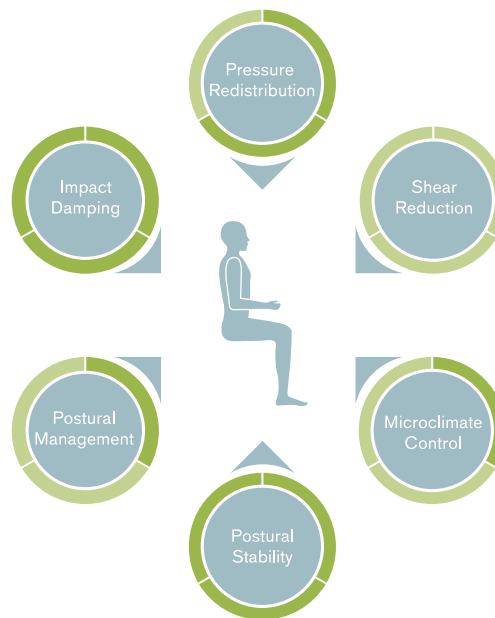 Pressure
Redistribution
Impact
Damping
Shear
Reduction
Postural
Management
Microclimate
Control
Postural
Stability